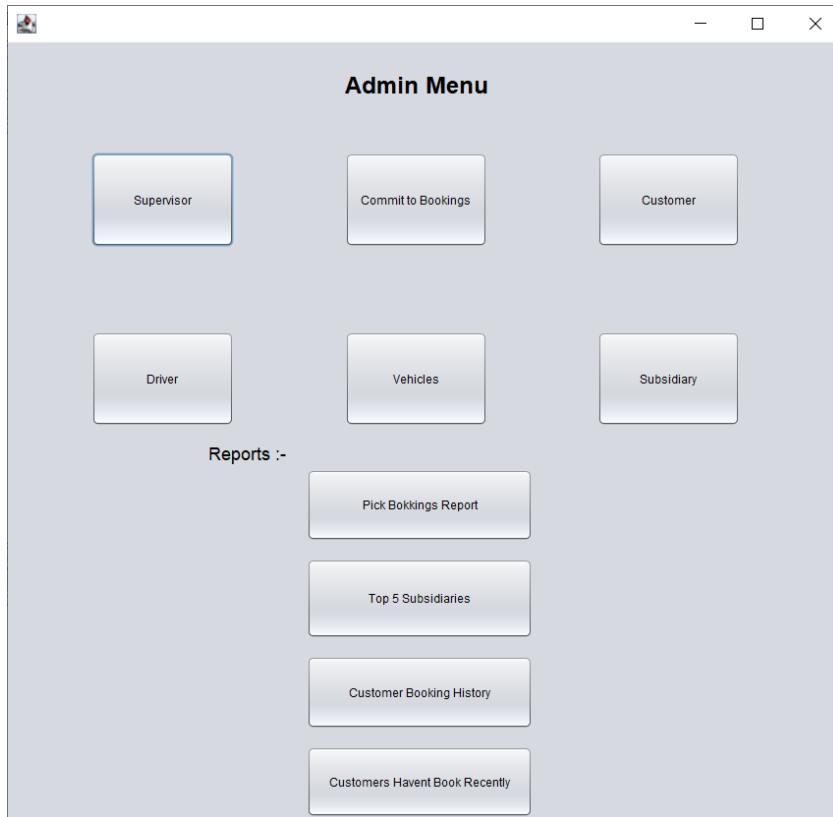 Admin Menu
Supervisor
Commit to Bookings
Customer
Driver
Vehicles
Subsidiary
Reports :-
Pick Bokkings Report
Top 5 Subsidiaries
Customer Booking History
Customers Havent Book Recently